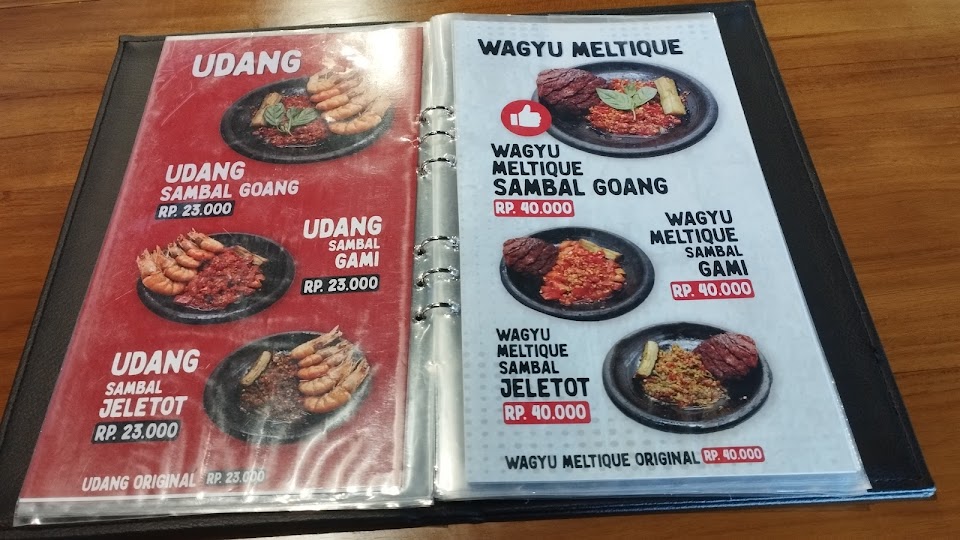 UDANG
UDANG
SAMBAL GOANG
RP. 23.000
UDANG
SAMBAL
GAMI
RP. 23.000
UDANG
SAMBAL
JELETOT
RP. 23.000
UDANG ORIGINAL RP. 23.000
WAGYU MELTIQUE
WAGYU
MELTIQUE
SAMBAL GOANG
RP. 40.000
WAGYU
MELTIQUE
SAMBAL
GAMI
RP. 40.000
WAGYU
MELTIQUE
SAMBAL
JELETOT
RP. 40.000
WAGYU MELTIQUE ORIGINAL RP. 40.000